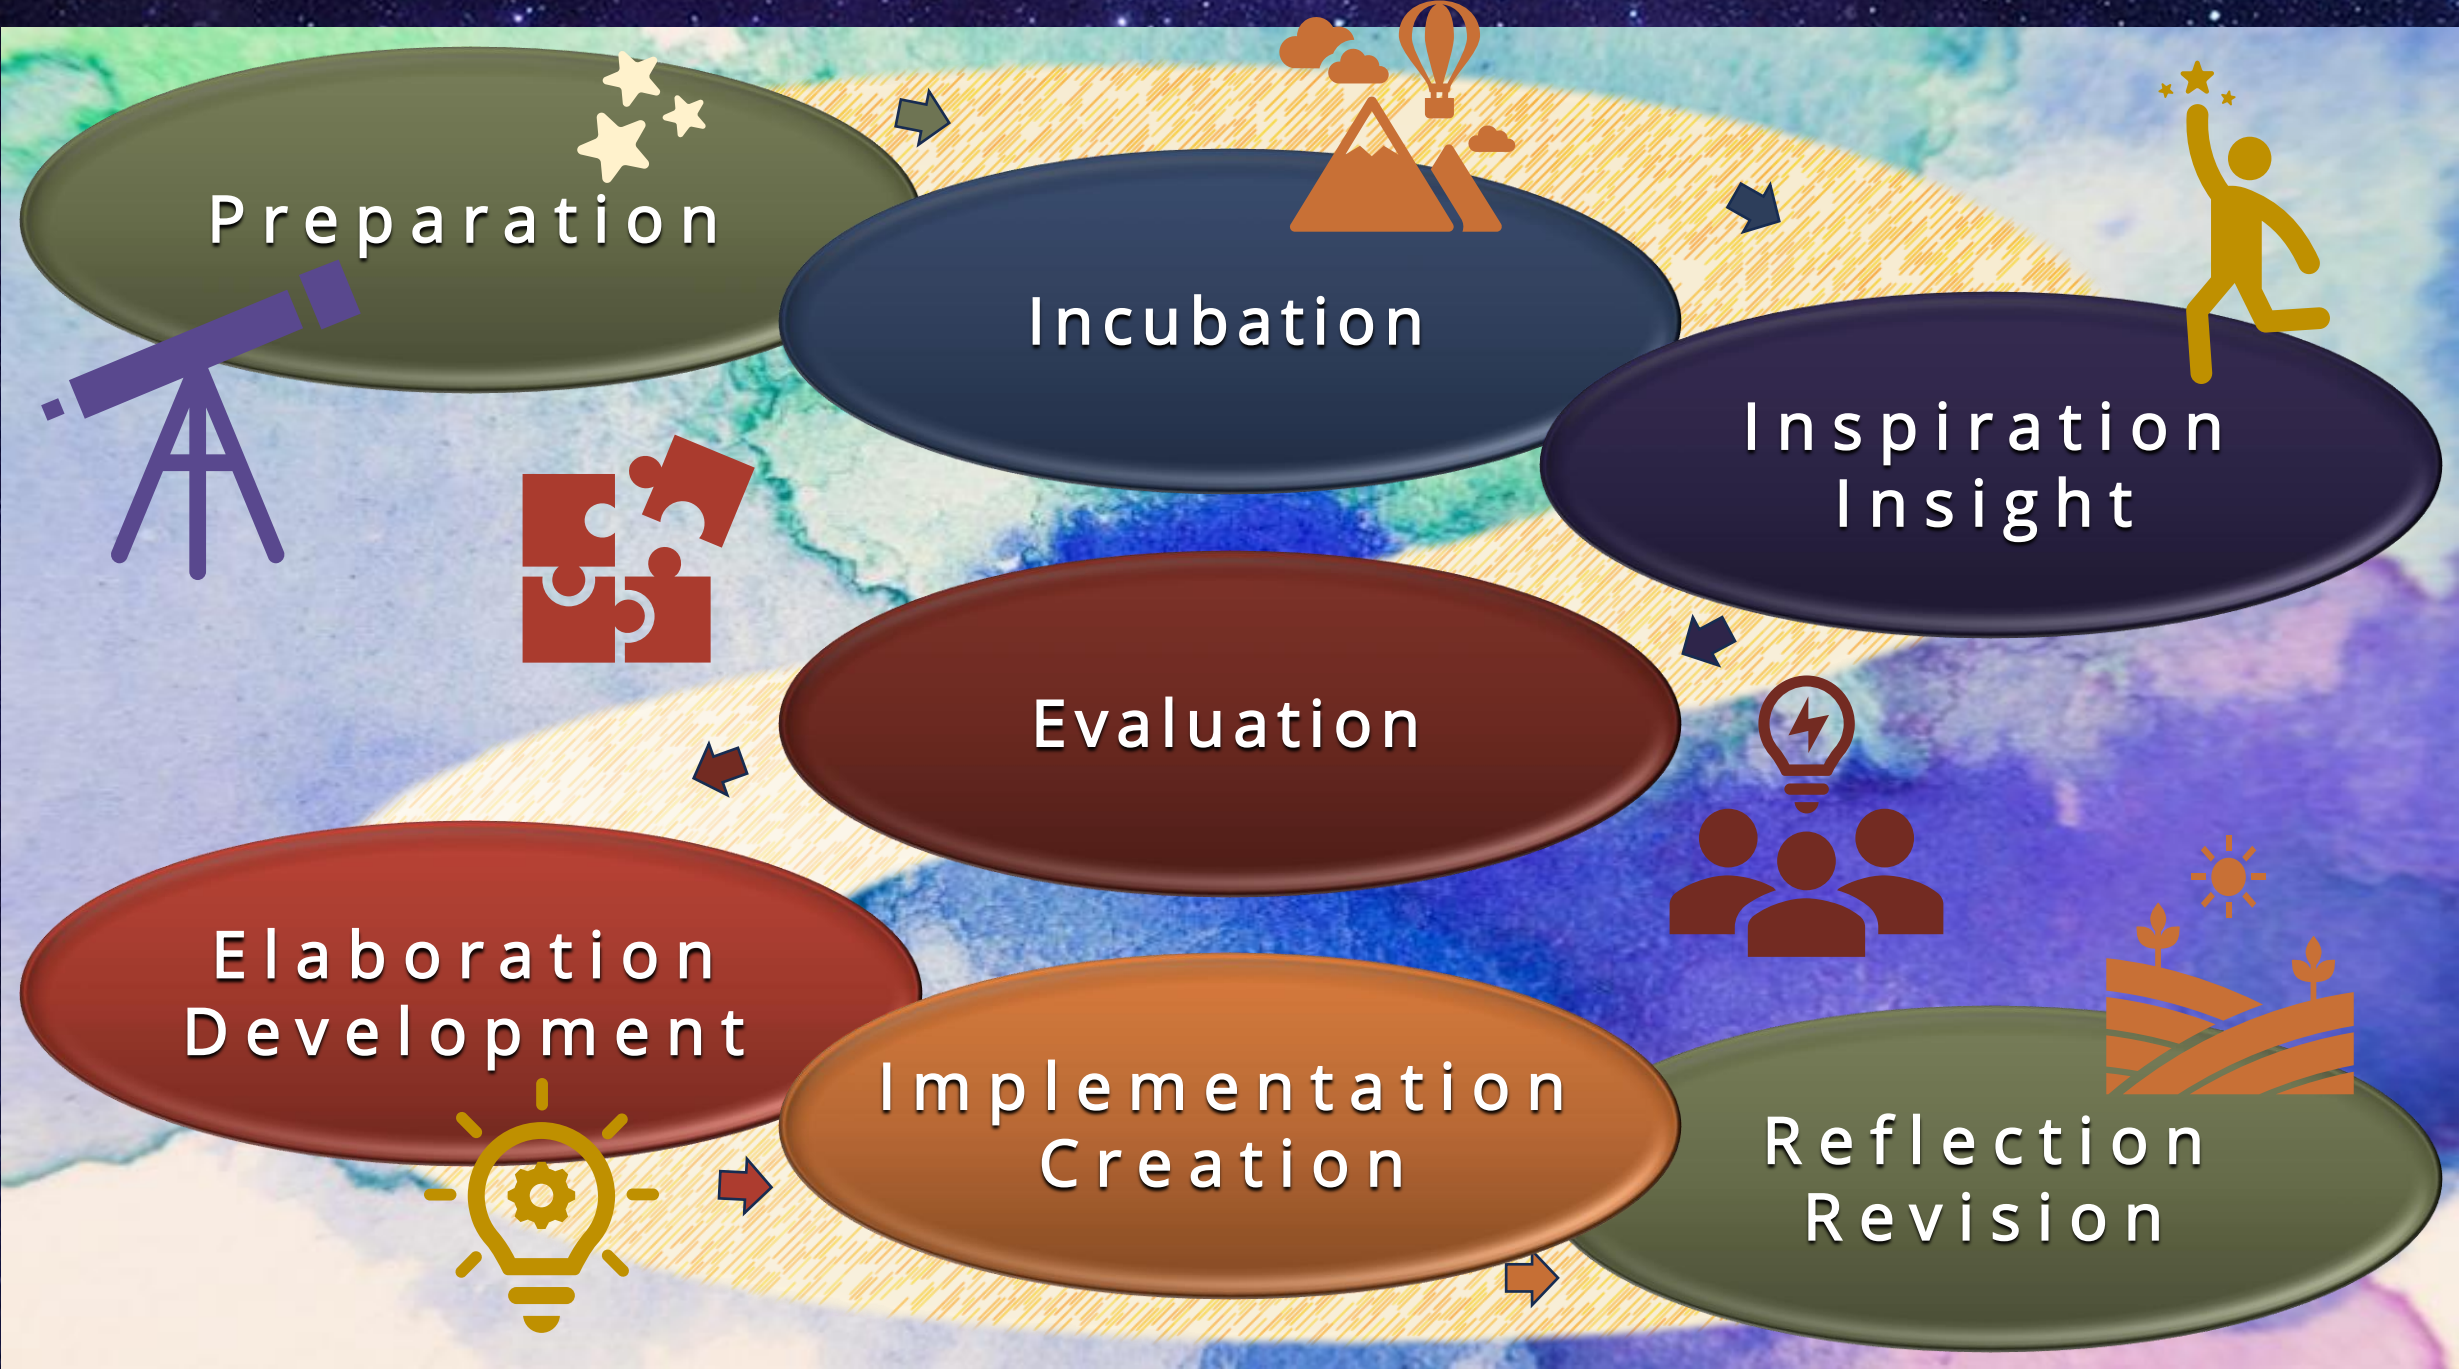 Preparation
Incubation
Inspiration
Insight
Evaluation
Elaboration
Development
Implementation
Creation
Reflection
Revision